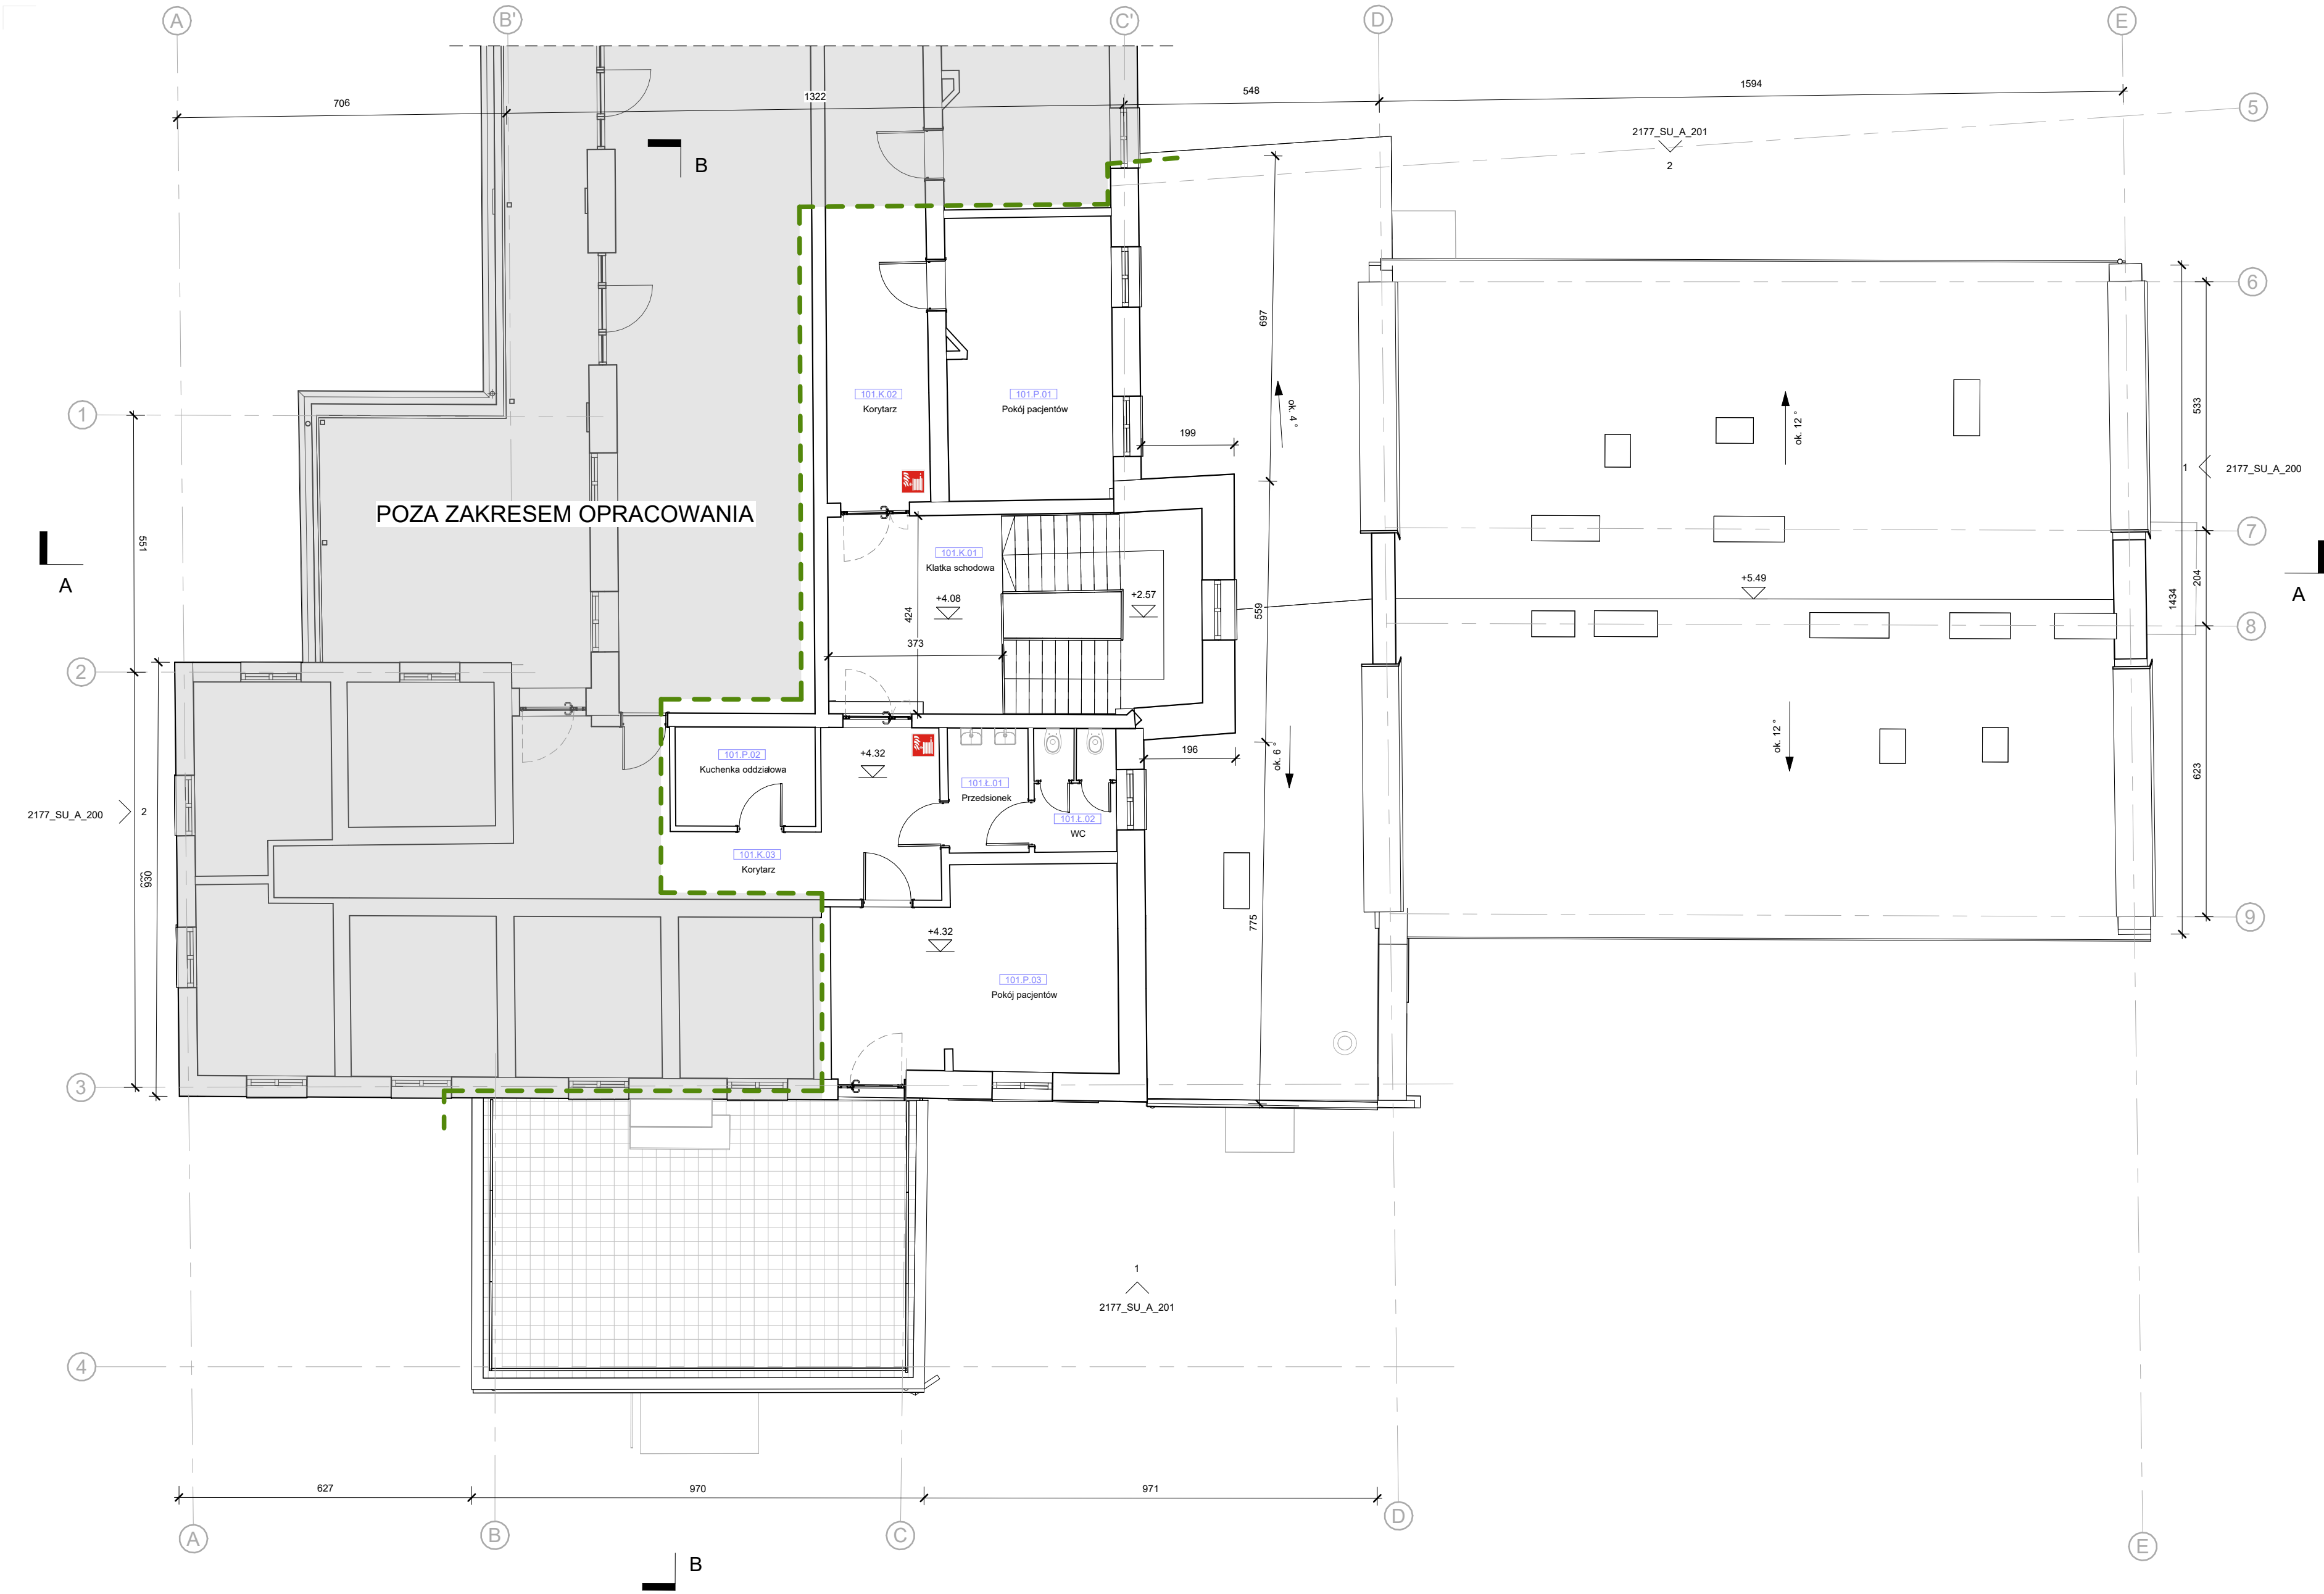 A
B'
C'
D
E
706
1322
548
1594
5
2177_SU_A_201
2
B
6
697
ok. 4 °
533
101.K.02
Korytarz
101.P.01
Pokój pacjentów
1
199
ok. 12 °
1
2177_SU_A_200
POZA ZAKRESEM OPRACOWANIA
551
7
A
101.K.01
Klatka schodowa
+4.08
+2.57
424
373
559
+5.49
204
1434
A
8
2
101.P.02
Kuchenka oddziałowa
+4.32
196
ok. 6 °
ok. 12 °
623
101.Ł.01
Przedsionek
2177_SU_A_200
2
101.Ł.02
WC
101.K.03
Korytarz
930
775
9
+4.32
101.P.03
Pokój pacjentów
3
1
2177_SU_A_201
4
627
970
971
A
B
C
D
E
B